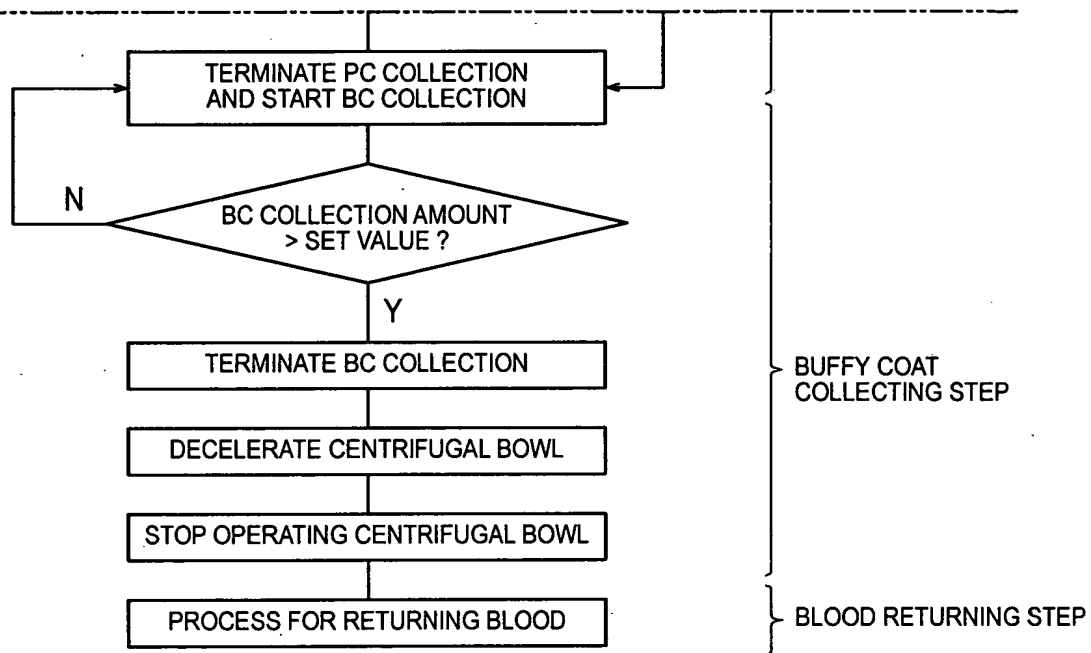 TERMINATE PC COLLECTION
AND START BC COLLECTION
N
BC COLLECTION AMOUNT
> SET VALUE ?
Y
TERMINATE BC COLLECTION
BUFFY COAT
COLLECTING STEP
DECELERATE CENTRIFUGAL BOWL
STOP OPERATING CENTRIFUGAL BOWL
PROCESS FOR RETURNING BLOOD
BLOOD RETURNING STEP